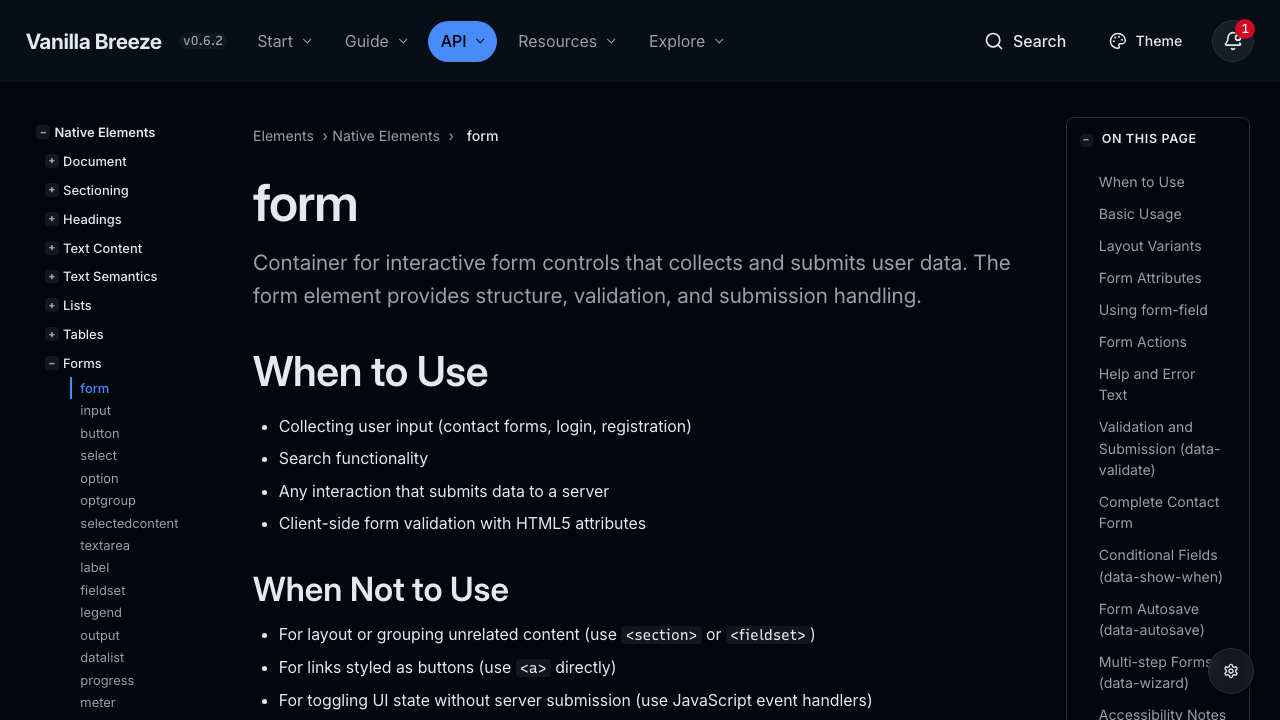 Vanilla Breeze v0.6.2 Start Guide API Resources Explore Search Theme 1
Native Elements
Document
Sectioning
Headings
Text Content
Text Semantics
Lists
Tables
Forms
form
input
button
select
option
optgroup
selectedcontent
textarea
label
fieldset
legend
output
datalist
progress
meter
Elements › Native Elements › form
form
Container for interactive form controls that collects and submits user data. The
form element provides structure, validation, and submission handling.
When to Use
• Collecting user input (contact forms, login, registration)
• Search functionality
• Any interaction that submits data to a server
• Client-side form validation with HTML5 attributes
When Not to Use
• For layout or grouping unrelated content (use <section> or <fieldset>)
• For links styled as buttons (use <a> directly)
• For toggling UI state without server submission (use JavaScript event handlers)
ON THIS PAGE
When to Use
Basic Usage
Layout Variants
Form Attributes
Using form-field
Form Actions
Help and Error
Text
Validation and
Submission (data-
validate)
Complete Contact
Form
Conditional Fields
(data-show-when)
Form Autosave
(data-autosave)
Multi-step Forms
(data-wizard)
Accessibility Notes